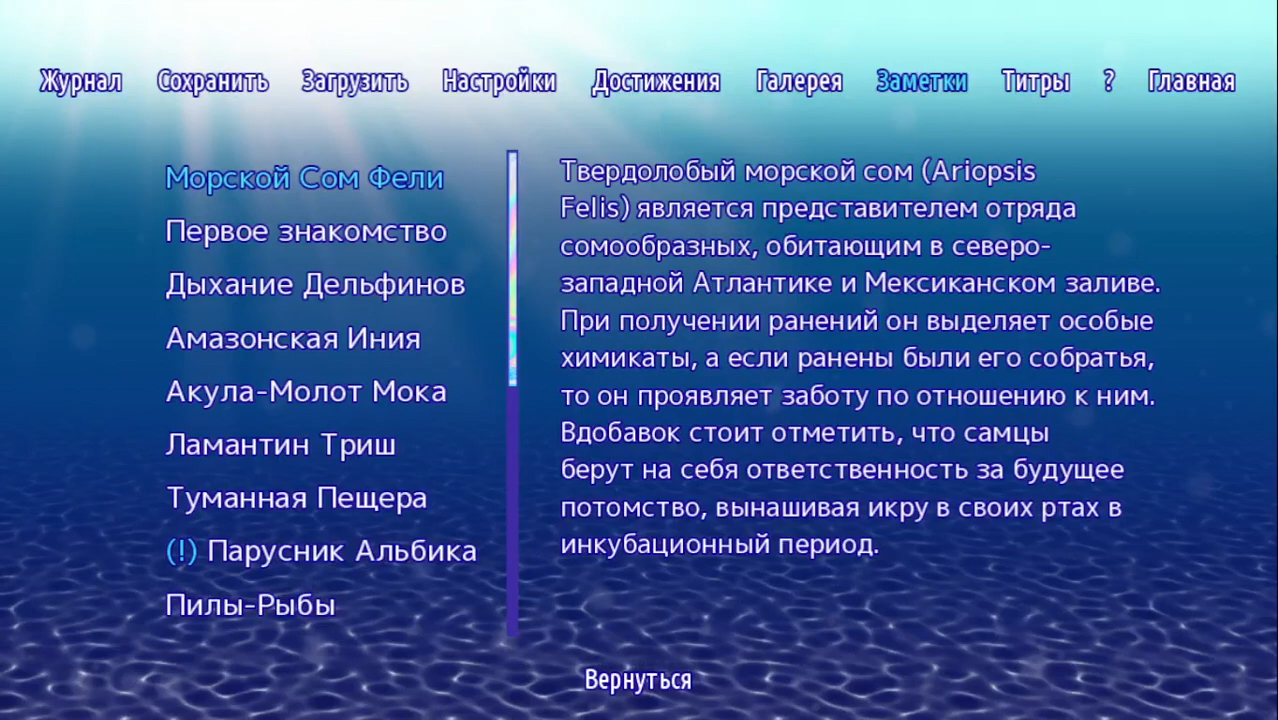 Журнал Сохранить Загрузить Настройки Достижения Галерея Заметки Титры ? Главная
Морской Сом Фели
Первое знакомство
Дыхание Дельфинов
Амазонская Иния
Акула-Молот Мока
Ламантин Триш
Туманная Пещера
(!) Парусник Альбика
Пилы-Рыбы
Твердолобый морской сом (Ariopsis
Felis) является представителем отряда
сомообразных, обитающим в северо-
западной Атлантике и Мексиканском заливе.
При получении ранений он выделяет особые
химикаты, а если ранены были его собратья,
то он проявляет заботу по отношению к ним.
Вдобавок стоит отметить, что самцы
берут на себя ответственность за будущее
потомство, вынашивая икру в своих ртах в
инкубационный период.
Вернуться